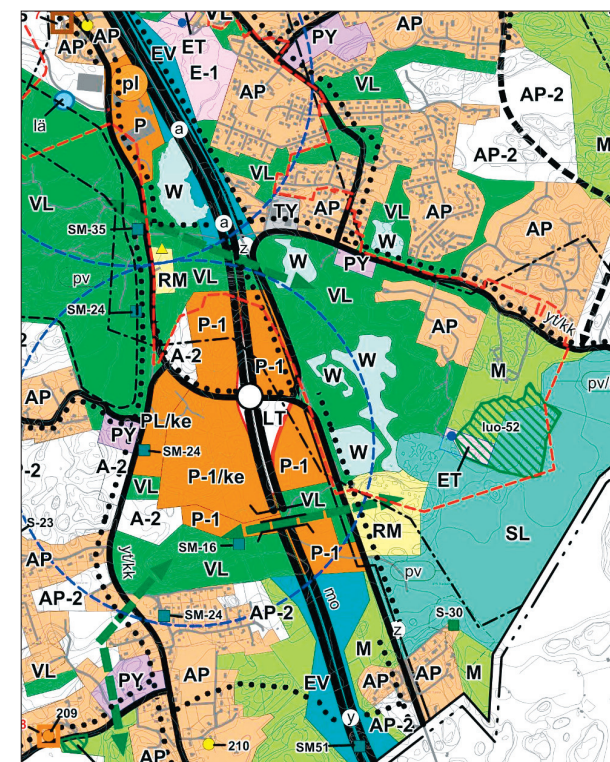 AP
AP
pl
P
EV
ET
E-1
VL
PY
AP
VL
AP-2
AP-2
M
lä
a
W
VL
VL
AP
TY
AP
VL
AP
AP
SM-35
a
z
W
PY
W
yt/kk
pv
RM
VL
VL
SM-24
P-1
AP
A-2
P-1
W
W
M
pv/
AP
PL/ke
LT
PY
SM-24
luo-52
A-2
P-1/ke
P-1
W
ET
-2
VL
VL
RM
SL
S-23
A-2
P-1
P-1
AP
yt/kk
SM-16
VL
pv
AP-2
SM-24
AP-2
mo
z
S-30
VL
PY
AP
EV
M
AP
AP
M
209
210
y
AP-2
AP
SM51